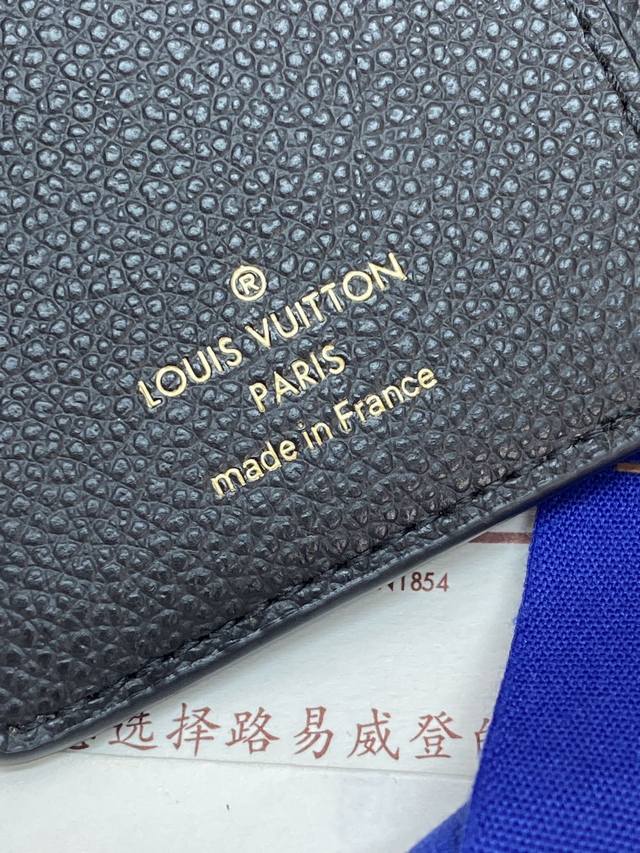 ®
LOUIS VUITTON
PARIS
made in France
1854
选择路易威登